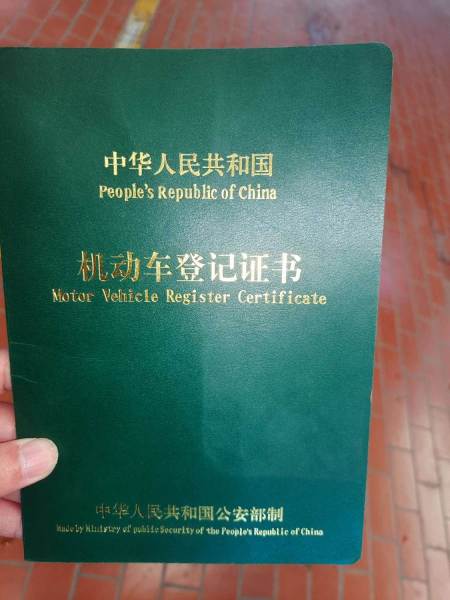 中华人民共和国
People's Republic of China
机动车登记证书
Motor Vehicle Register Certificate
中华人民共和国公安部制
Made by Ministry of public Security of the People's Republic of China